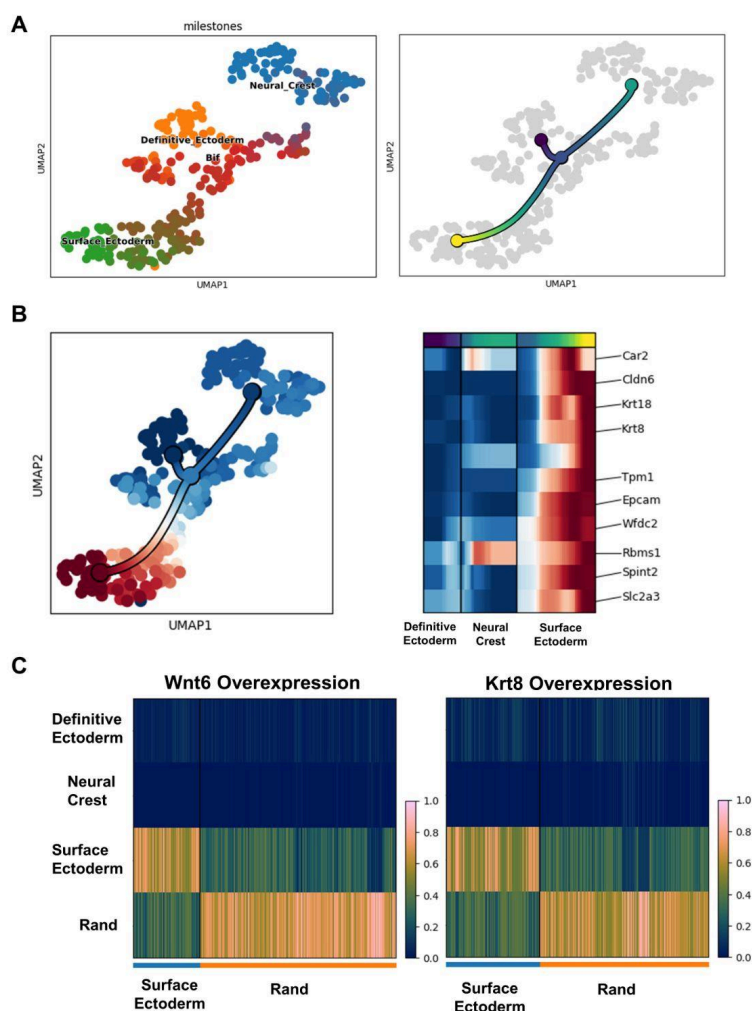 A
milestones
Neural_Crest
Definitive_Ectoderm
Bif
Surface_Ectoderm
UMAP2
UMAP1
UMAP2
UMAP1
B
UMAP2
UMAP1
Car2
Cldn6
Krt18
Krt8
Tpm1
Epcam
Wfdc2
Rbms1
Spint2
Slc2a3
Definitive
Ectoderm
Neural
Crest
Surface
Ectoderm
C
Wnt6 Overexpression
Krt8 Overexpression
Definitive
Ectoderm
Neural
Crest
Surface
Ectoderm
Rand
1.0
0.8
0.6
0.4
0.2
0.0
1.0
0.8
0.6
0.4
0.2
0.0
Surface
Ectoderm
Rand
Surface
Ectoderm
Rand